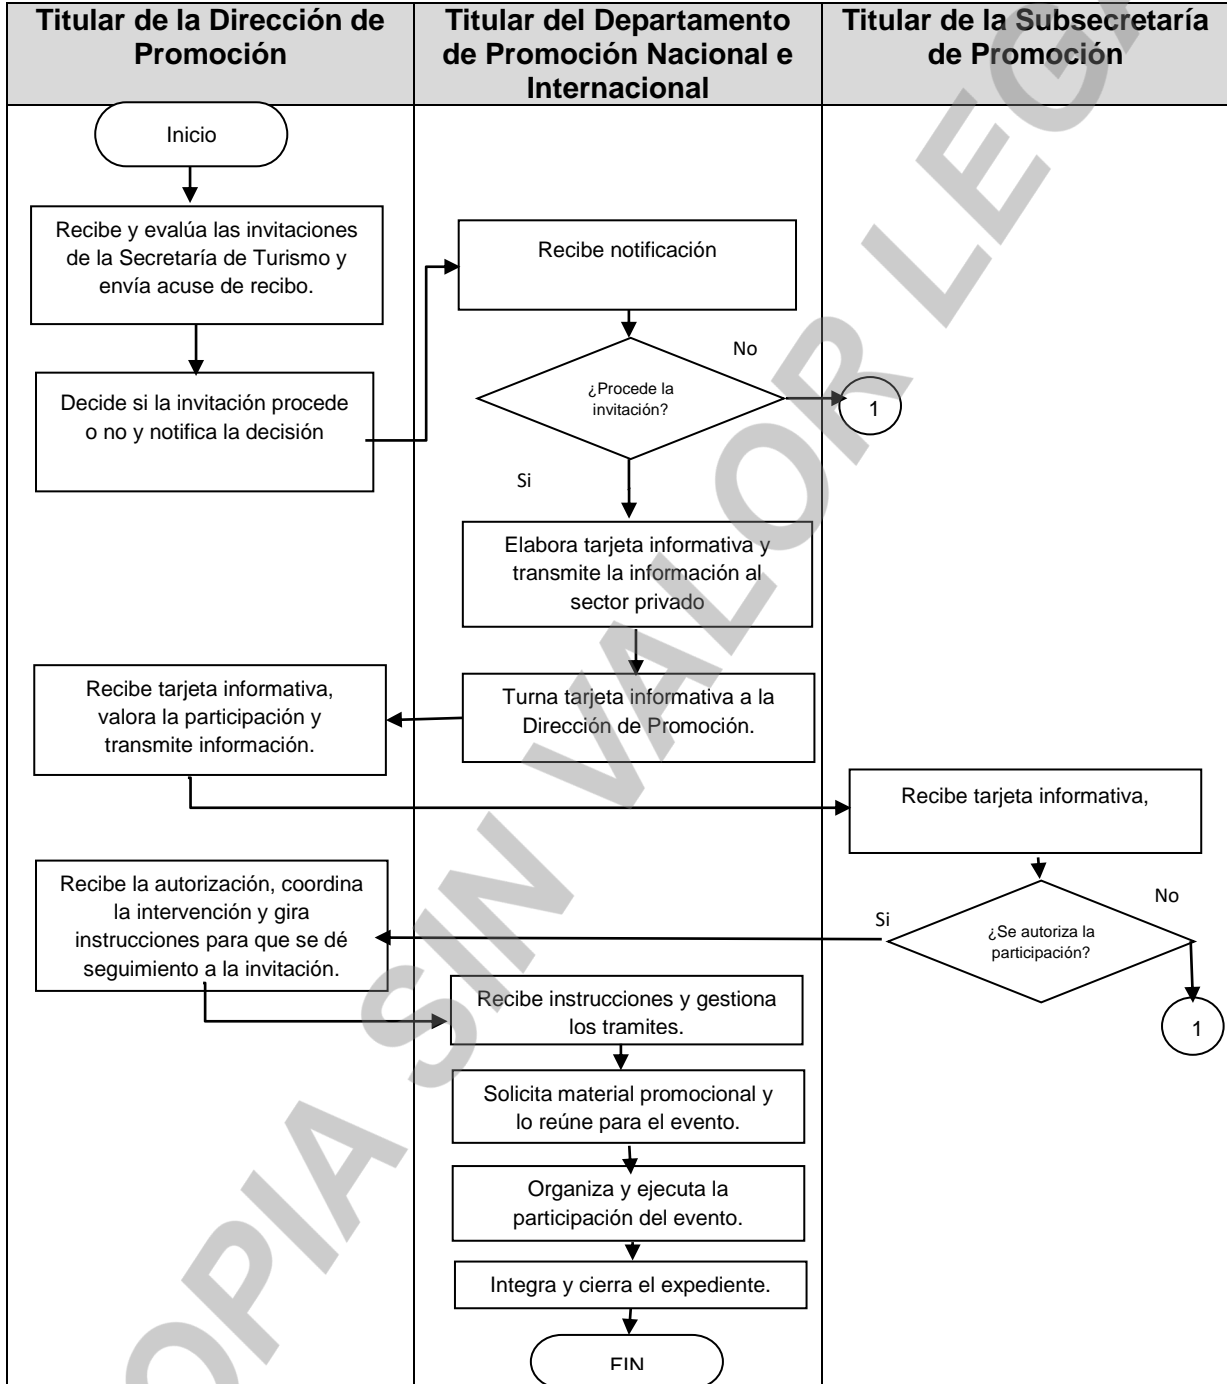 Titular de la Dirección de
Promoción
Titular del Departamento
de Promoción Nacional e
Internacional
Titular de la Subsecretaría
de Promoción
Inicio
Recibe y evalúa las invitaciones
de la Secretaría de Turismo y
envía acuse de recibo.
Recibe notificación
Decide si la invitación procede
o no y notifica la decisión
¿Procede la
invitación?
No
1
Si
Elabora tarjeta informativa y
transmite la información al
sector privado
Turna tarjeta informativa a la
Dirección de Promoción.
Recibe tarjeta informativa,
valora la participación y
transmite información.
Recibe tarjeta informativa,
¿Se autoriza la
participación?
Si
No
1
Recibe la autorización, coordina
la intervención y gira
instrucciones para que se dé
seguimiento a la invitación.
Recibe instrucciones y gestiona
los tramites.
Solicita material promocional y
lo reúne para el evento.
Organiza y ejecuta la
participación del evento.
Integra y cierra el expediente.
FIN
OPIA SIN VALOR LEGA